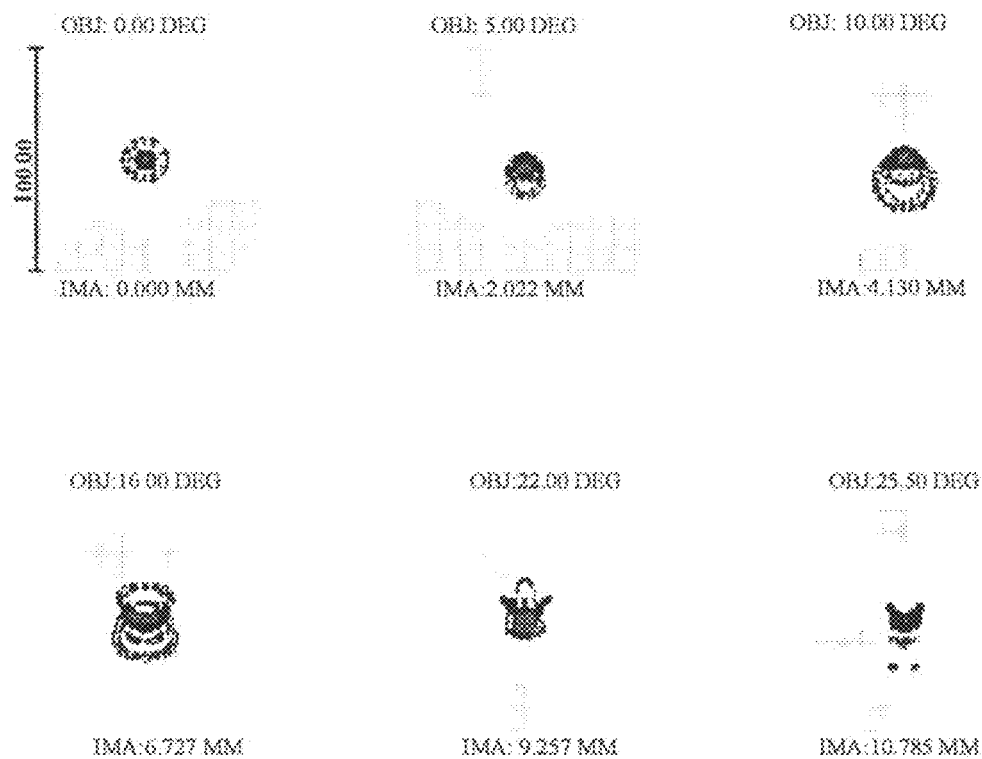 OBJ: 0.00 DEG
OBJ: 5.00 DEG
OBJ: 10.00 DEG
100.00
IMA: 0.000 MM
IMA:2.022 MM
IMA:4.130 MM
OBJ:16.00 DEG
OBJ:22.00 DEG
OBJ:25.50 DEG
IMA:6.727 MM
IMA: 9.257 MM
IMA:10.785 MM